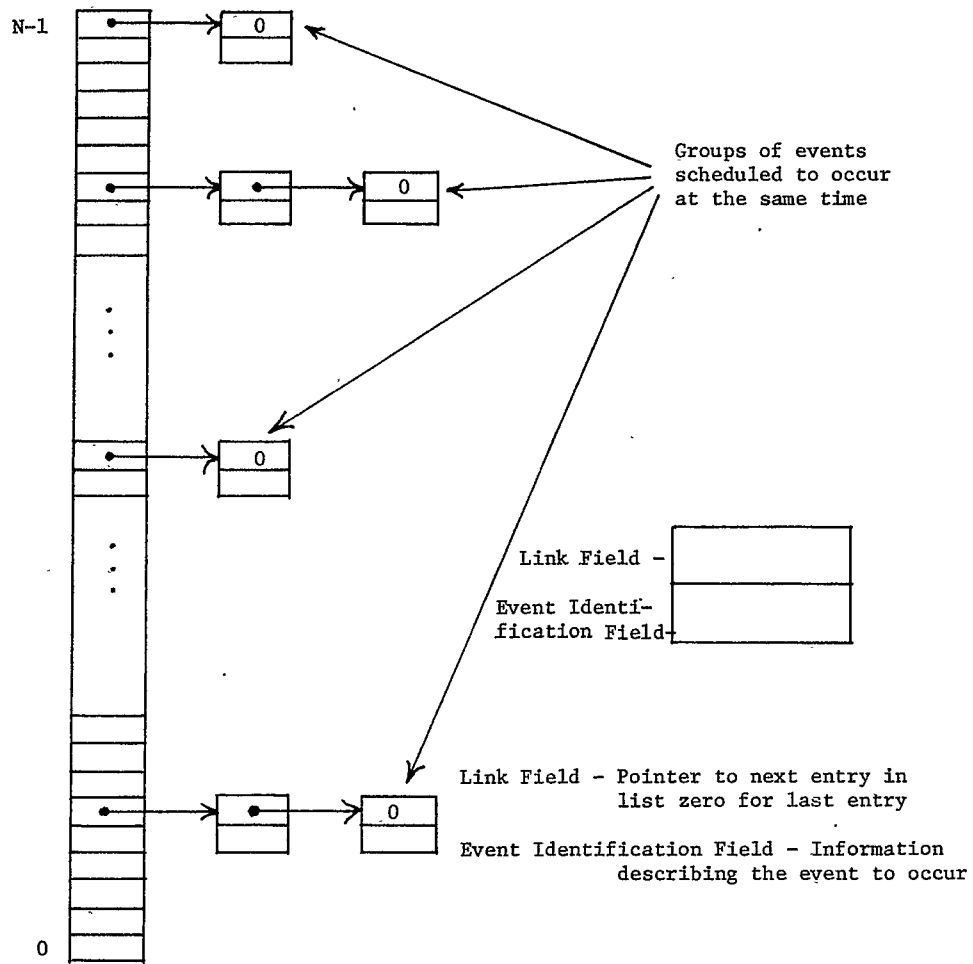 N-1
0
Groups of events
scheduled to occur
at the same time
0
0
0
Link Field -
Event Identi-
fication Field-
Link Field - Pointer to next entry in
list zero for last entry
0
Event Identification Field - Information
describing the event to occur
0